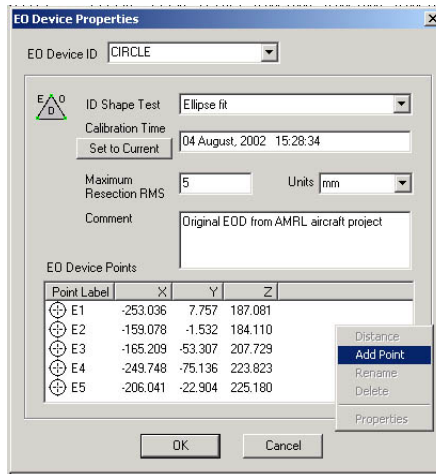 EO Device Properties
EO Device ID CIRCLE
E O D
ID Shape Test Ellipse fit
Calibration Time
Set to Current 04 August, 2002 15:28:34
Maximum Resection RMS 5 Units mm
Comment Original EOD from AMRL aircraft project
EO Device Points
Point Label X Y Z
E1 -253.036 7.757 187.081
E2 -159.078 -1.532 184.110
E3 -165.209 -53.307 207.729
E4 -249.748 -75.136 223.823
E5 -206.041 -22.904 225.180
Distance
Add Point
Rename
Delete
Properties
OK Cancel